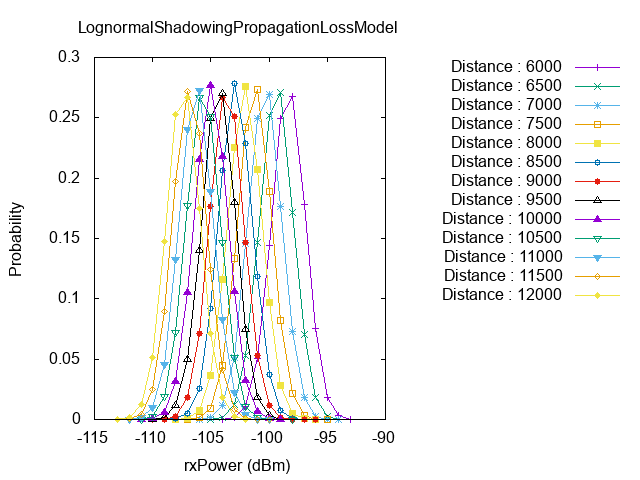 LognormalShadowingPropagationLossModel
0.3
0.25
0.2
0.15
0.1
0.05
0
-115
-110
-105
-100
-95
-90
Probability
rxPower (dBm)
Distance : 6000
Distance : 6500
Distance : 7000
Distance : 7500
Distance : 8000
Distance : 8500
Distance : 9000
Distance : 9500
Distance : 10000
Distance : 10500
Distance : 11000
Distance : 11500
Distance : 12000